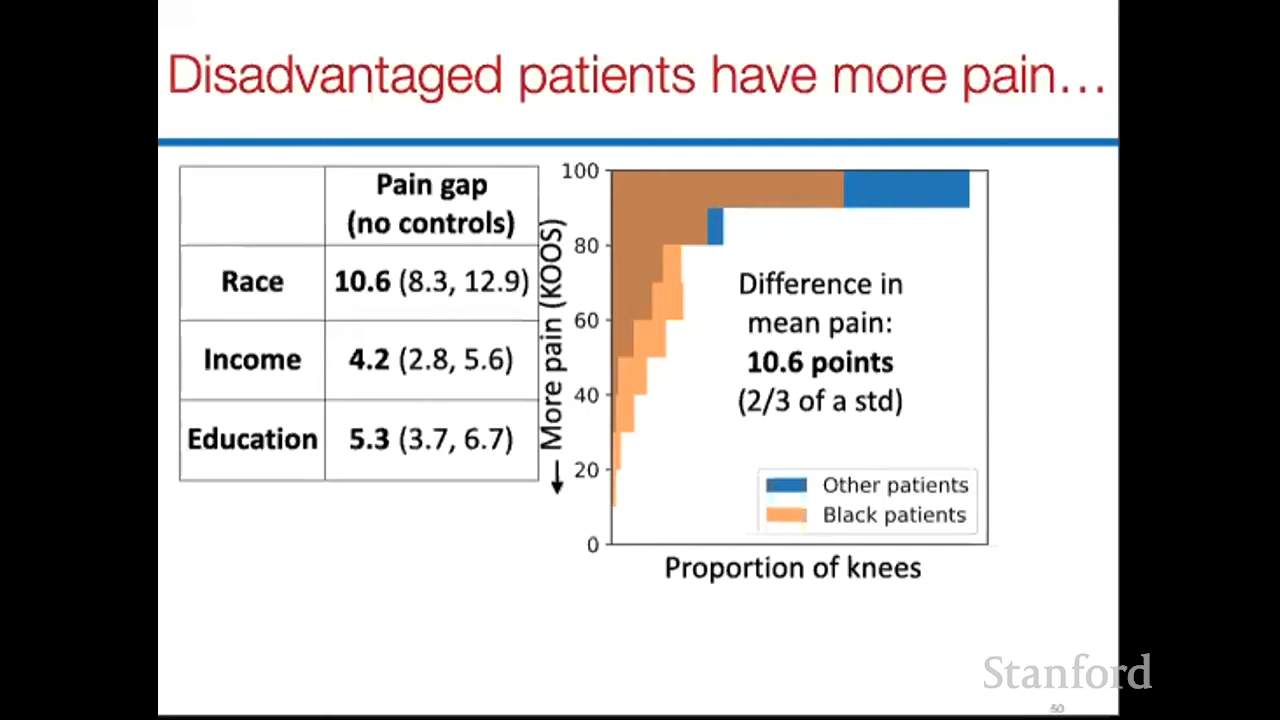 Disadvantaged patients have more pain…
Pain gap
(no controls)
Race
10.6 (8.3, 12.9)
Income
4.2 (2.8, 5.6)
Education
5.3 (3.7, 6.7)
← More pain (KOOS)
100
80
60
40
20
0
Difference in
mean pain:
10.6 points
(2/3 of a std)
Other patients
Black patients
Proportion of knees
Stanford
50